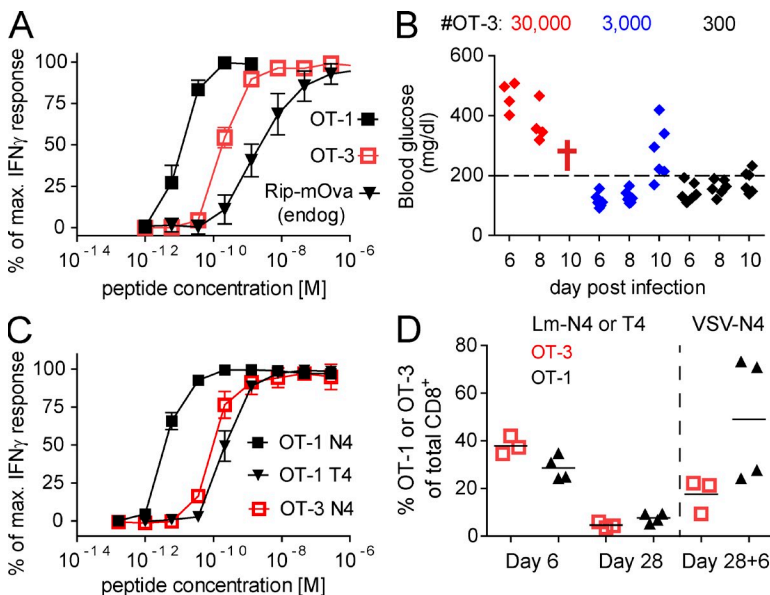 A
% of max. IFNγ response
100
75
50
25
0
OT-1
OT-3
Rip-mOva
(endog)
10-14 10-12 10-10 10-8 10-6
peptide concentration [M]
B
#OT-3: 30,000 3,000 300
Blood glucose
(mg/dl)
600
400
200
0
6 8 10 6 8 10 6 8 10
day post infection
C
% of max. IFNγ response
100
75
50
25
0
OT-1 N4
OT-1 T4
OT-3 N4
10-14 10-12 10-10 10-8 10-6
peptide concentration [M]
D
Lm-N4 or T4 VSV-N4
OT-3
OT-1
% OT-1 or OT-3
of total CD8+
80
60
40
20
0
Day 6 Day 28 Day 28+6